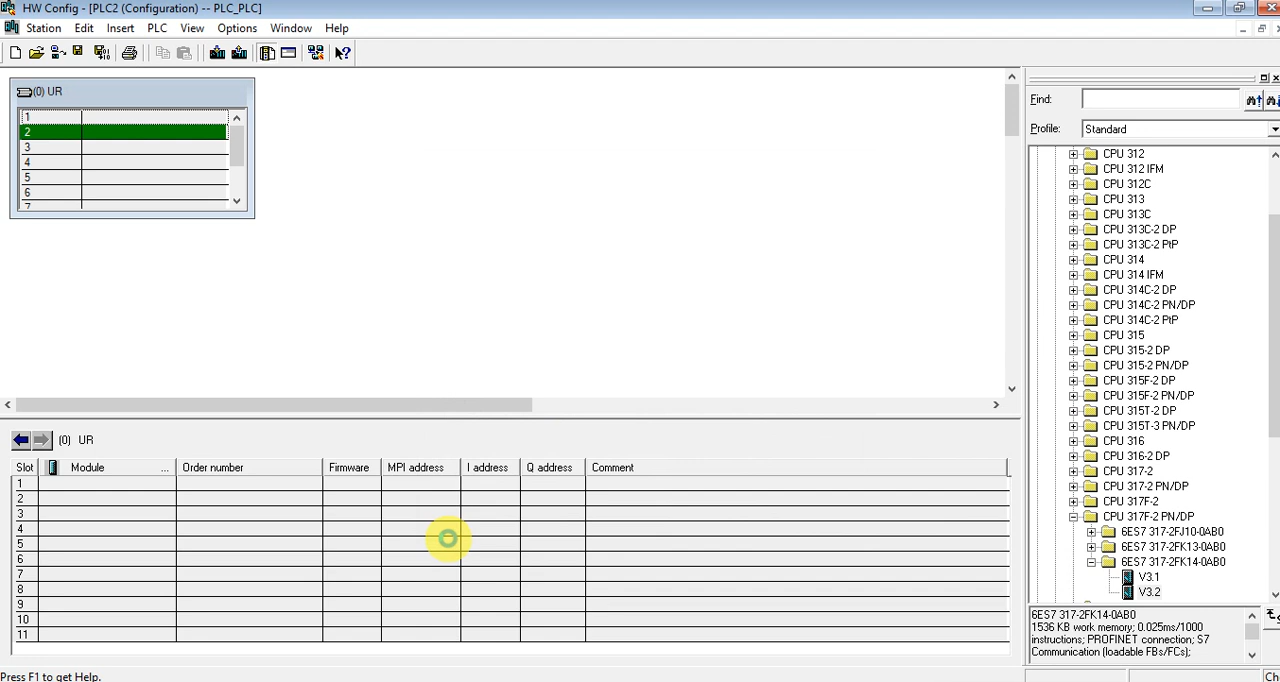 HW Config - [PLC2 (Configuration) -- PLC_PLC]
Station Edit Insert PLC View Options Window Help
(0) UR
1
2
3
4
5
6
7
Find:
Profile: Standard
CPU 312
CPU 312 IFM
CPU 312C
CPU 313
CPU 313C
CPU 313C-2 DP
CPU 313C-2 PtP
CPU 314
CPU 314 IFM
CPU 314C-2 DP
CPU 314C-2 PN/DP
CPU 314C-2 PtP
CPU 315
CPU 315-2 DP
CPU 315-2 PN/DP
CPU 315F-2 DP
CPU 315F-2 PN/DP
CPU 315T-2 DP
CPU 315T-3 PN/DP
CPU 316
CPU 316-2 DP
CPU 317-2
CPU 317-2 PN/DP
CPU 317F-2
CPU 317F-2 PN/DP
6ES7 317-2FJ10-0AB0
6ES7 317-2FK13-0AB0
6ES7 317-2FK14-0AB0
V3.1
V3.2
6ES7 317-2FK14-0AB0
1536 KB work memory; 0.025ms/1000
instructions; PROFINET connection; S7
Communication (loadable FBs/FCs);
(0) UR
Slot Module ... Order number Firmware MPI address I address Q address Comment
1
2
3
4
5
6
7
8
9
10
11
Press F1 to get Help.
Ch